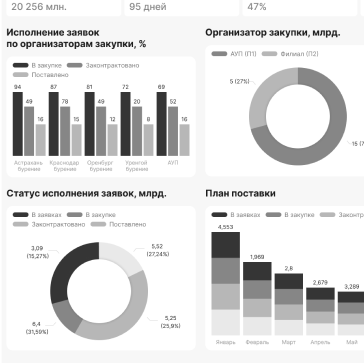 20 256 млн.
95 дней
47%
Исполнение заявок
по организаторам закупки, %
В закупке
Законтрактовано
Поставлено
94
49
16
87
78
15
81
49
12
72
20
8
69
52
16
Астрахань бурение
Краснодар бурение
Оренбург бурение
Уренгой бурение
АУП
Организатор закупки, млрд.
АУП (П1)
Филиал (П2)
5 (27%)
15 (7
Статус исполнения заявок, млрд.
В заявках
В закупке
Законтрактовано
Поставлено
3,09
(15,27%)
5,52
(27,24%)
6,4
(31,59%)
5,25
(25,9%)
План поставки
В заявках
В закупке
Законтр
4,553
1,969
2,8
2,679
3,289
Январь
Февраль
Март
Апрель
Май